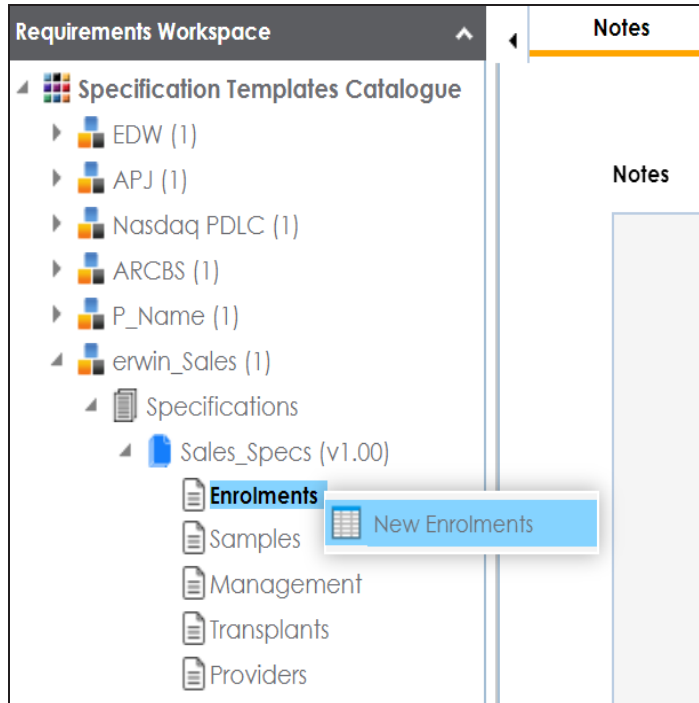 Requirements Workspace
Notes
Specification Templates Catalogue
EDW (1)
APJ (1)
Notes
Nasdaq PDLC (1)
ARCBS (1)
P_Name (1)
erwin_Sales (1)
Specifications
Sales_Specs (v1.00)
Enrolments
New Enrolments
Samples
Management
Transplants
Providers